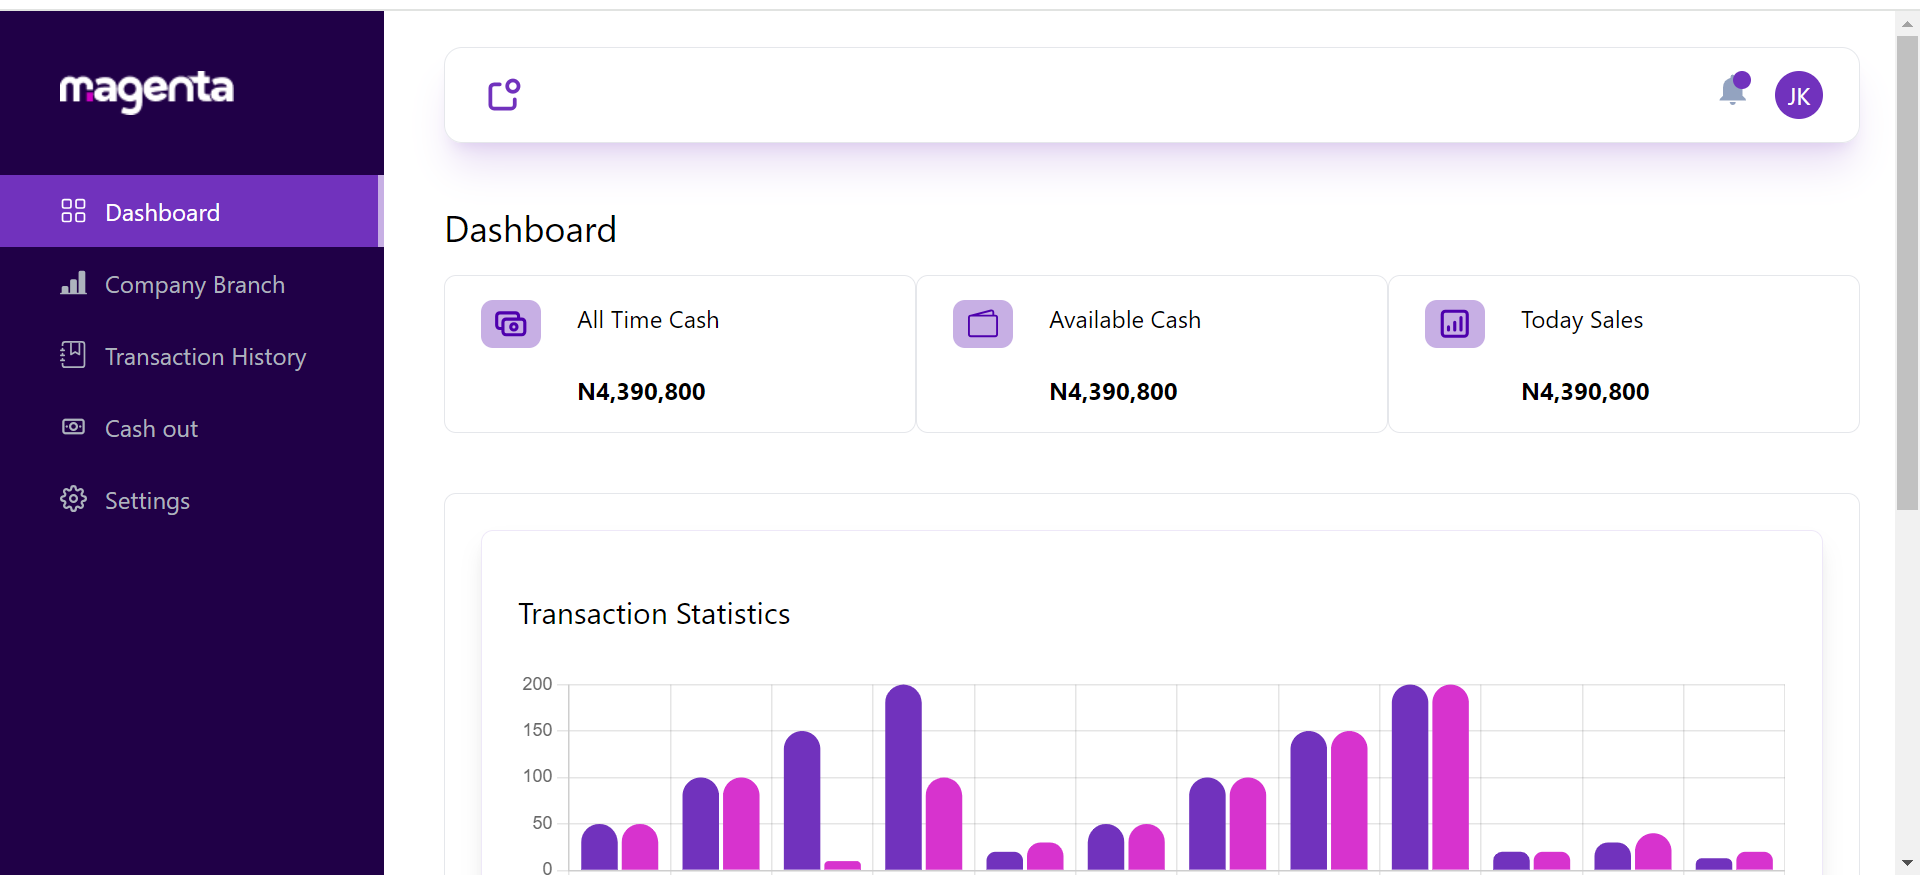 magenta
JK
Dashboard
Company Branch
Transaction History
Cash out
Settings
Dashboard
All Time Cash
N4,390,800
Available Cash
N4,390,800
Today Sales
N4,390,800
Transaction Statistics
200
150
100
50
0